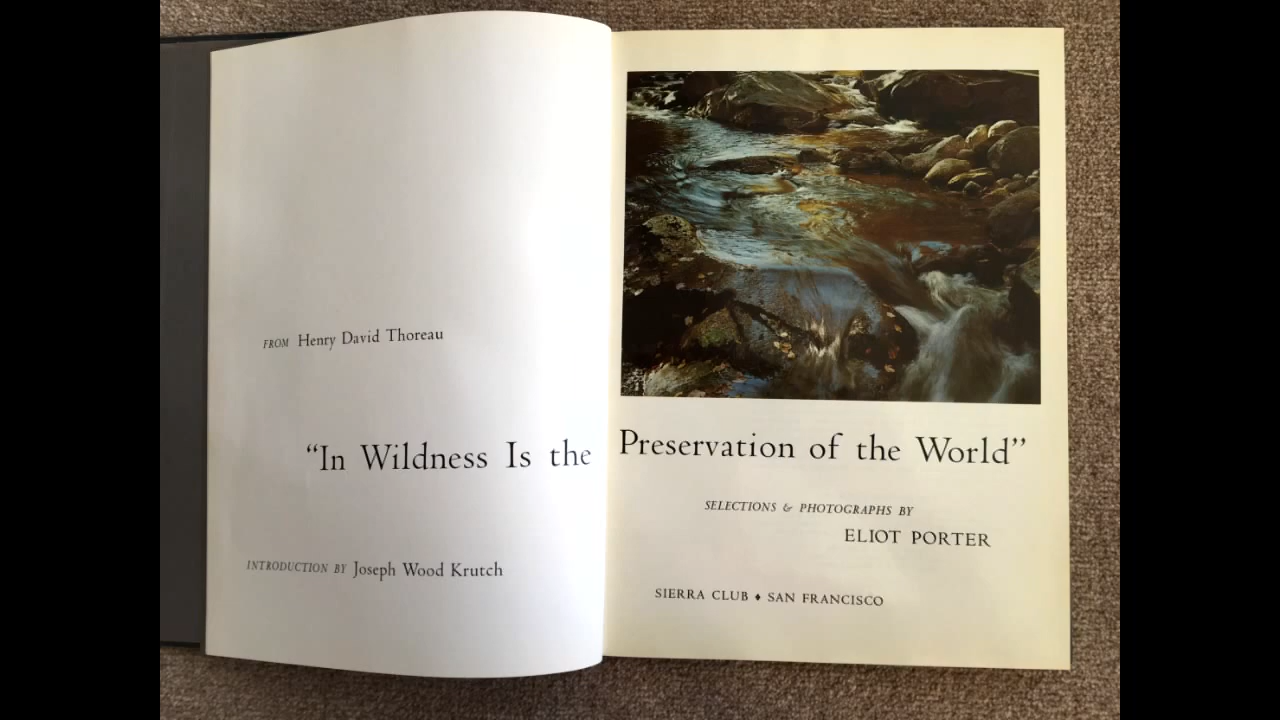 FROM Henry David Thoreau
“In Wildness Is the Preservation of the World”
SELECTIONS & PHOTOGRAPHS BY
ELIOT PORTER
INTRODUCTION BY Joseph Wood Krutch
SIERRA CLUB ♦ SAN FRANCISCO